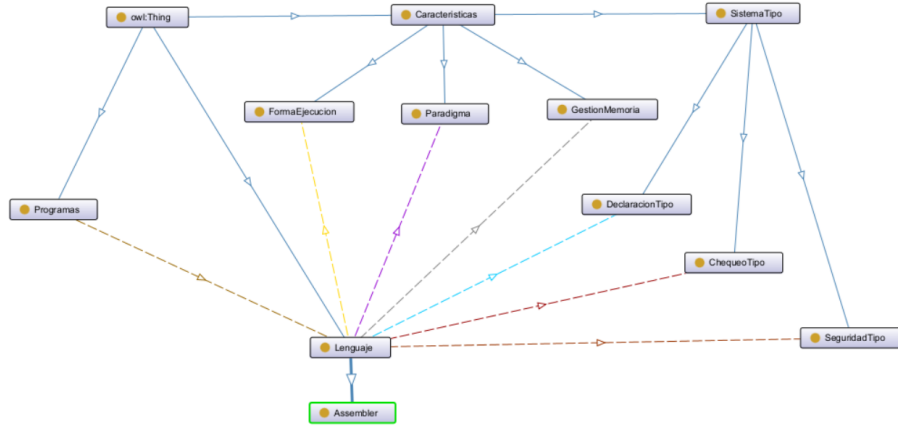 owl:Thing
Caracteristicas
SistemaTipo
FormaEjecucion
Paradigma
GestionMemoria
Programas
DeclaracionTipo
ChequeoTipo
Lenguaje
SeguridadTipo
Assembler